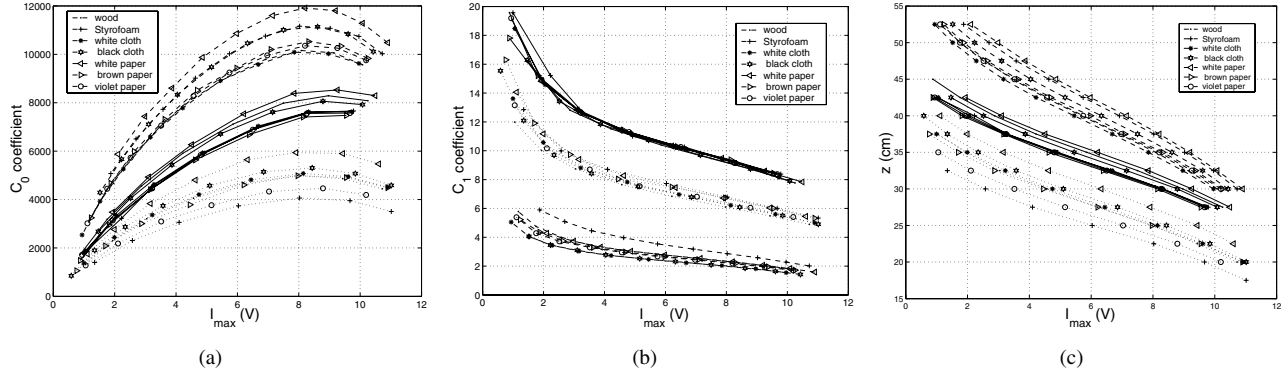 12000
10000
8000
6000
4000
2000
0
C0 coefficient
0 2 4 6 8 10 12
I max (V)
wood
Styrofoam
white cloth
black cloth
white paper
brown paper
violet paper
(a)
20
18
16
14
12
10
8
6
4
2
0
C1 coefficient
0 2 4 6 8 10 12
I max (V)
wood
Styrofoam
white cloth
black cloth
white paper
brown paper
violet paper
(b)
55
50
45
40
35
30
25
20
15
z (cm)
0 2 4 6 8 10 12
I max (V)
wood
Styrofoam
white cloth
black cloth
white paper
brown paper
violet paper
(c)